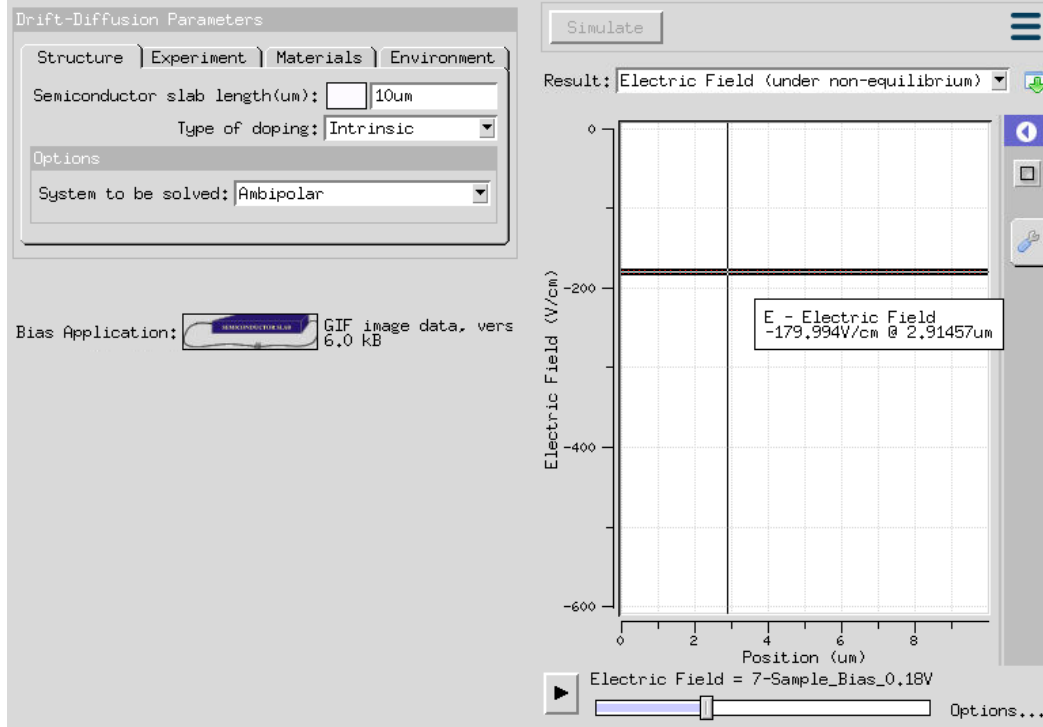 Drift-Diffusion Parameters
Structure Experiment Materials Environment
Semiconductor slab length(um): 10um
Type of doping: Intrinsic
Options
System to be solved: Ambipolar
Bias Application:
SEMICONDUCTOR SLAB
GIF image data, vers
6.0 kB
Simulate
Result: Electric Field (under non-equilibrium)
Electric Field (V/cm)
0
-200
-400
-600
E - Electric Field
-179.994V/cm @ 2.91457um
0 2 4 6 8
Position (um)
Electric Field = 7-Sample_Bias_0.18V
Options...